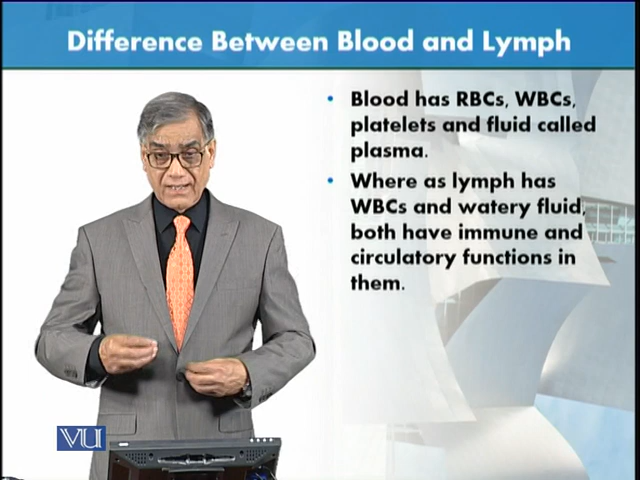 Difference Between Blood and Lymph
• Blood has RBCs, WBCs,
platelets and fluid called
plasma.
• Where as lymph has
WBCs and watery fluid,
both have immune and
circulatory functions in
them.
VU